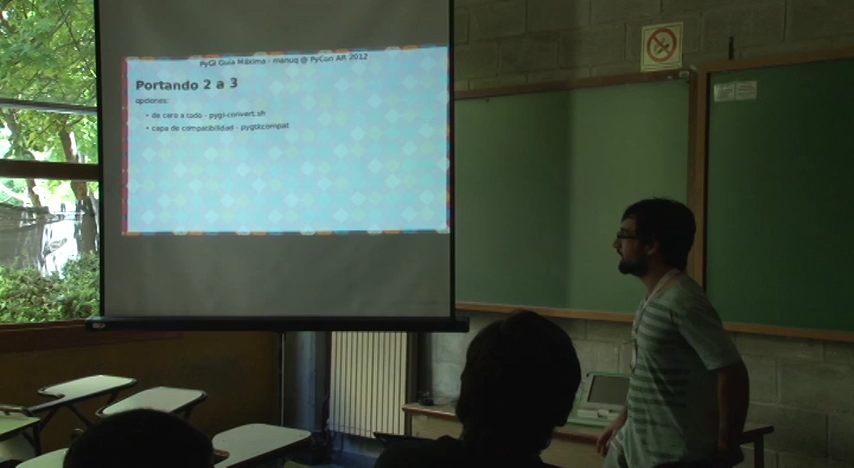 PyGI Guía Máxima - manuq @ PyCon AR 2012
Portando 2 a 3
opciones:
• de cero a todo - pygi-convert.sh
• capa de compatibilidad - pygtkcompat